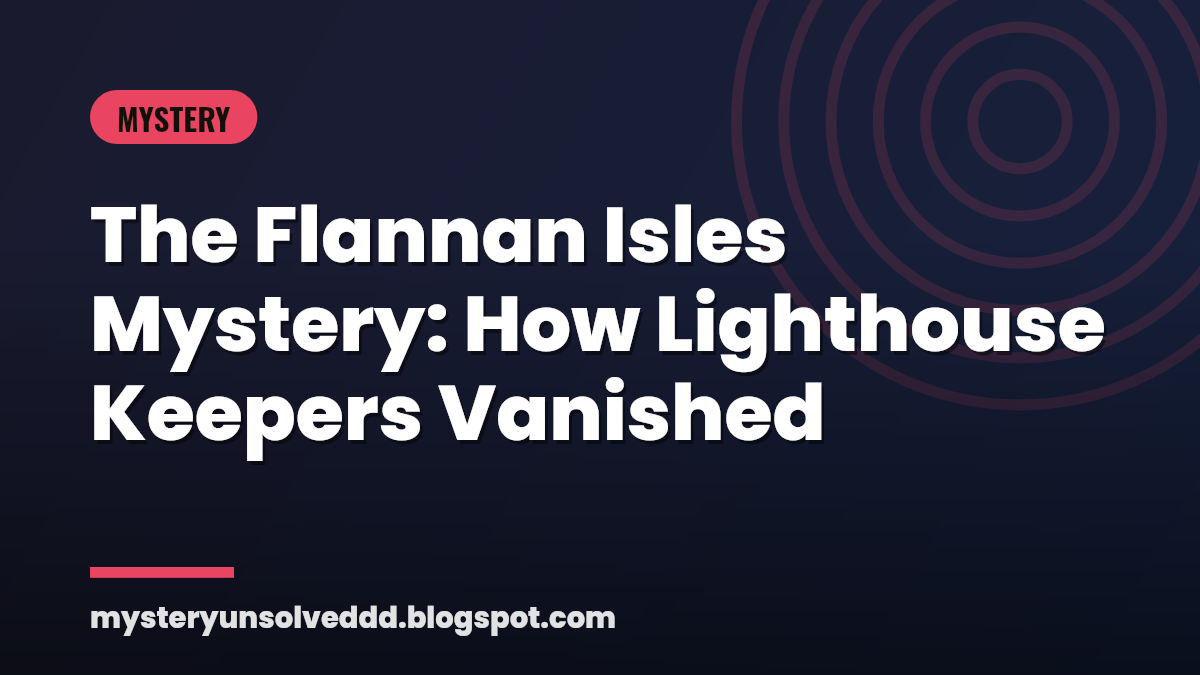 MYSTERY
The Flannan Isles
Mystery: How Lighthouse
Keepers Vanished
mysteryunsolveddd.blogspot.com